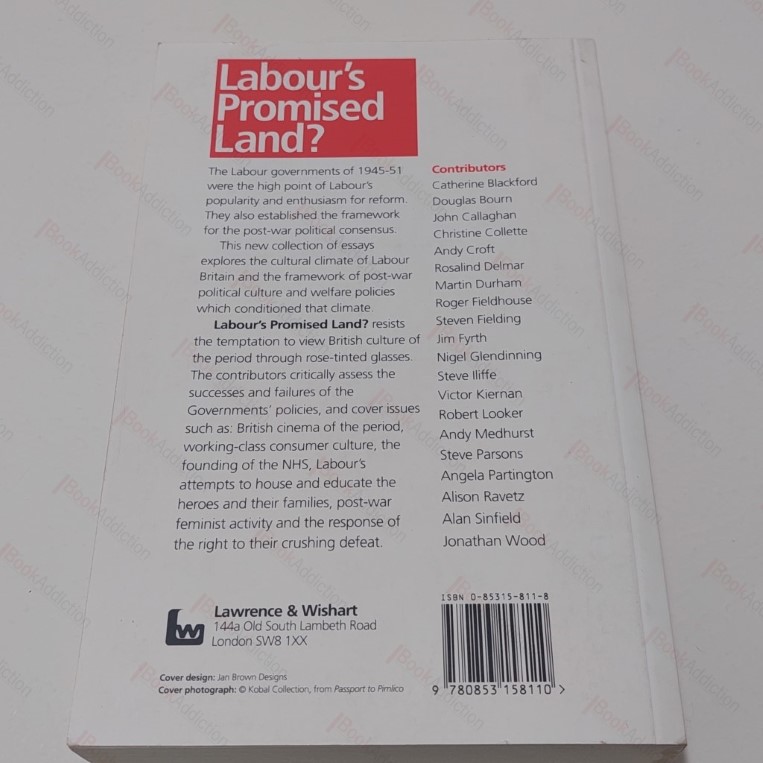 Labour's
Promised
Land?
The Labour governments of 1945-51
were the high point of Labour's
popularity and enthusiasm for reform.
They also established the framework
for the post-war political consensus.
This new collection of essays
explores the cultural climate of Labour
Britain and the framework of post-war
political culture and welfare policies
which conditioned that climate.
Labour's Promised Land? resists
the temptation to view British culture of
the period through rose-tinted glasses.
The contributors critically assess the
successes and failures of the
Governments' policies, and cover issues
such as: British cinema of the period,
working-class consumer culture, the
founding of the NHS, Labour's
attempts to house and educate the
heroes and their families, post-war
feminist activity and the response of
the right to their crushing defeat.
Contributors
Catherine Blackford
Douglas Bourn
John Callaghan
Christine Collette
Andy Croft
Rosalind Delmar
Martin Durham
Roger Fieldhouse
Steven Fielding
Jim Fyrth
Nigel Glendinning
Steve Iliffe
Victor Kiernan
Robert Looker
Andy Medhurst
Steve Parsons
Angela Partington
Alison Ravetz
Alan Sinfield
Jonathan Wood
lw
Lawrence & Wishart
144a Old South Lambeth Road
London SW8 1XX
Cover design: Jan Brown Designs
Cover photograph: © Kobal Collection, from Passport to Pimlico
ISBN 0-85315-811-8
9 780853 158110 >
BookAddiction